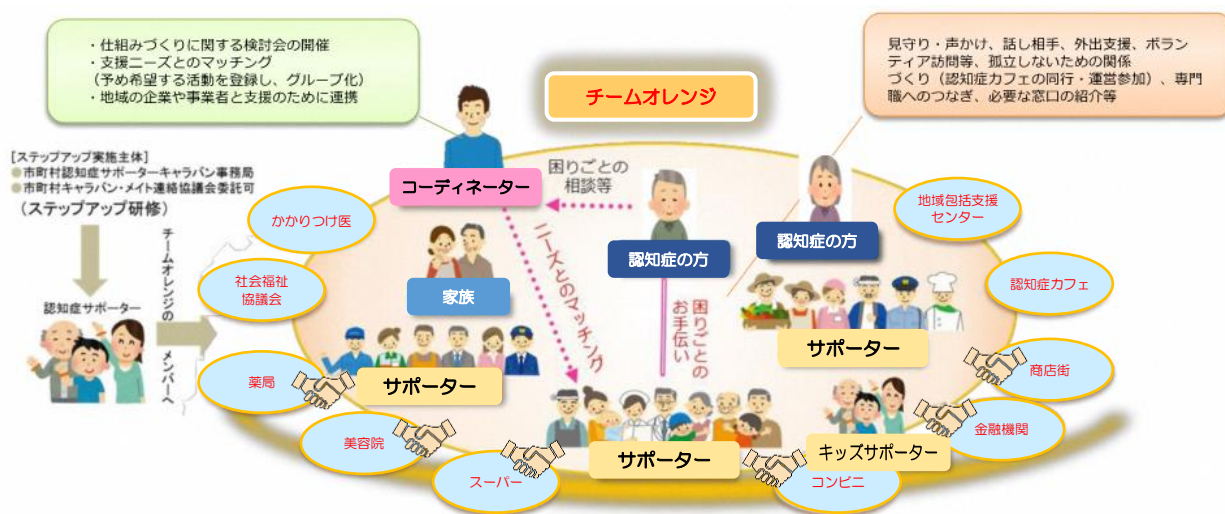 ・仕組みづくりに関する検討会の開催
・支援ニーズとのマッチング
（予め希望する活動を登録し、グループ化）
・地域の企業や事業者と支援のために連携
チームオレンジ
見守り・声かけ、話し相手、外出支援、ボラン
ティア訪問等、孤立しないための関係
づくり（認知症カフェの同行・運営参加）、専門
職へのつなぎ、必要な窓口の紹介等
[ステップアップ実施主体]
●市町村認知症サポーターキャラバン事務局
●市町村キャラバン・メイト連絡協議会委託可
（ステップアップ研修）
認知症サポーター
チームオレンジの
メンバーへ
コーディネーター
困りごとの
相談等
認知症の方
認知症の方
家族
ニーズとのマッチング
困りごとの
お手伝い
サポーター
サポーター
サポーター
キッズサポーター
かかりつけ医
社会福祉
協議会
薬局
美容院
スーパー
コンビニ
金融機関
商店街
認知症カフェ
地域包括支援
センター